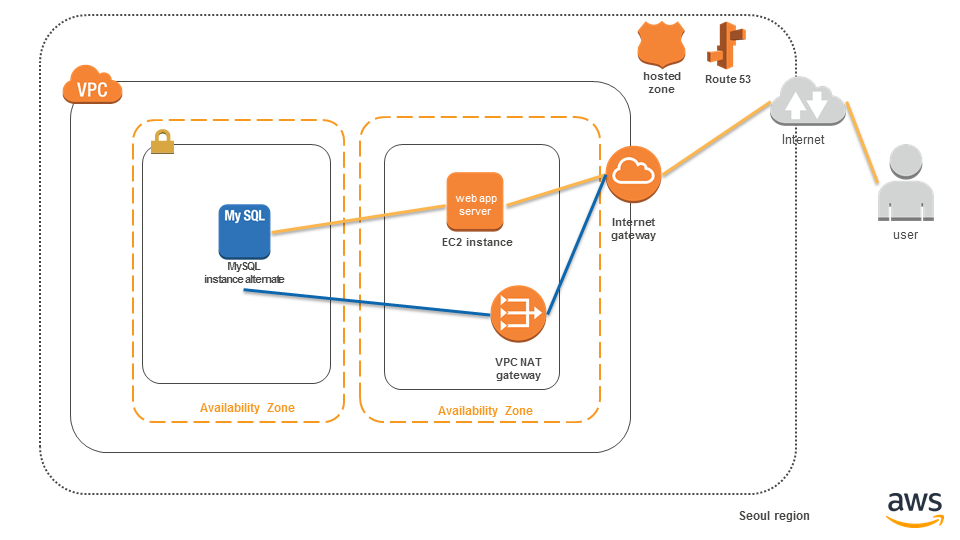 hosted
zone
Route 53
VPC
Internet
web app
server
My SQL
Internet
gateway
user
EC2 instance
MySQL
instance alternate
VPC NAT
gateway
Availability Zone
Availability Zone
Seoul region
aws